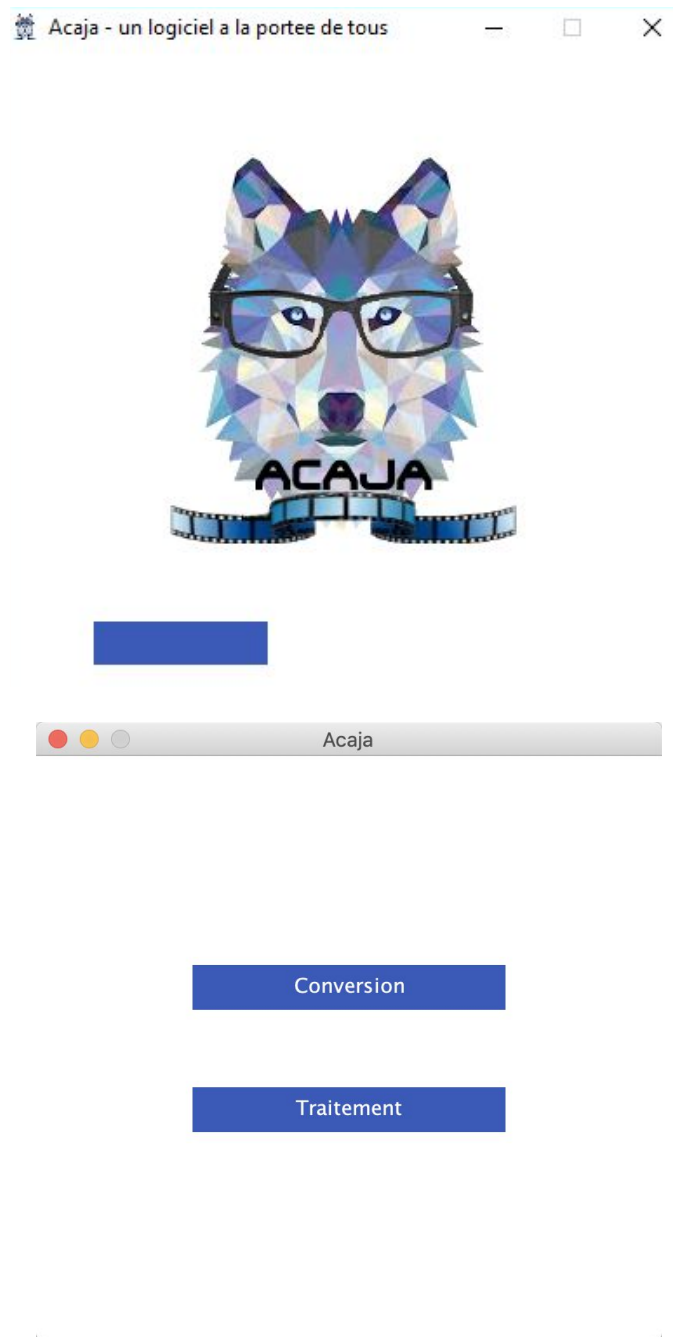 Acaja - un logiciel a la portee de tous
ACAJA
Acaja
Conversion
Traitement